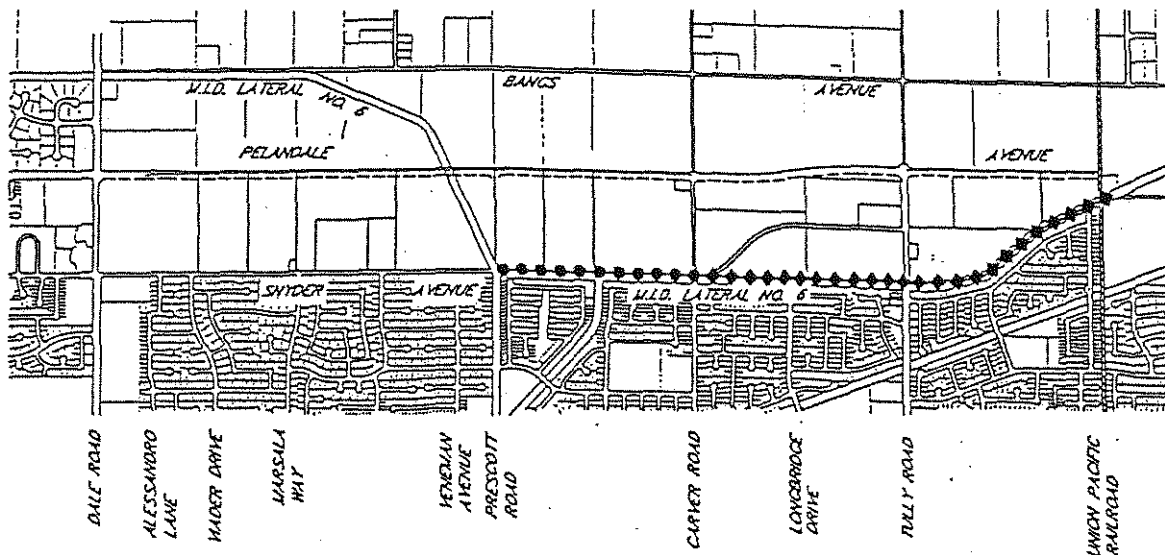 BANGS
AVENUE
M.I.D. LATERAL
NO. 6
PELANDALE
AVENUE
SNYDER
AVENUE
M.I.D. LATERAL NO. 6
DALE ROAD
ALESSANDRO
LANE
VADER DRIVE
MARSALA
WAY
VENEMAN
AVENUE
PRESCOTT
ROAD
CARVER ROAD
LONGBRIDGE
DRIVE
TULLY ROAD
UNION PACIFIC
RAILROAD